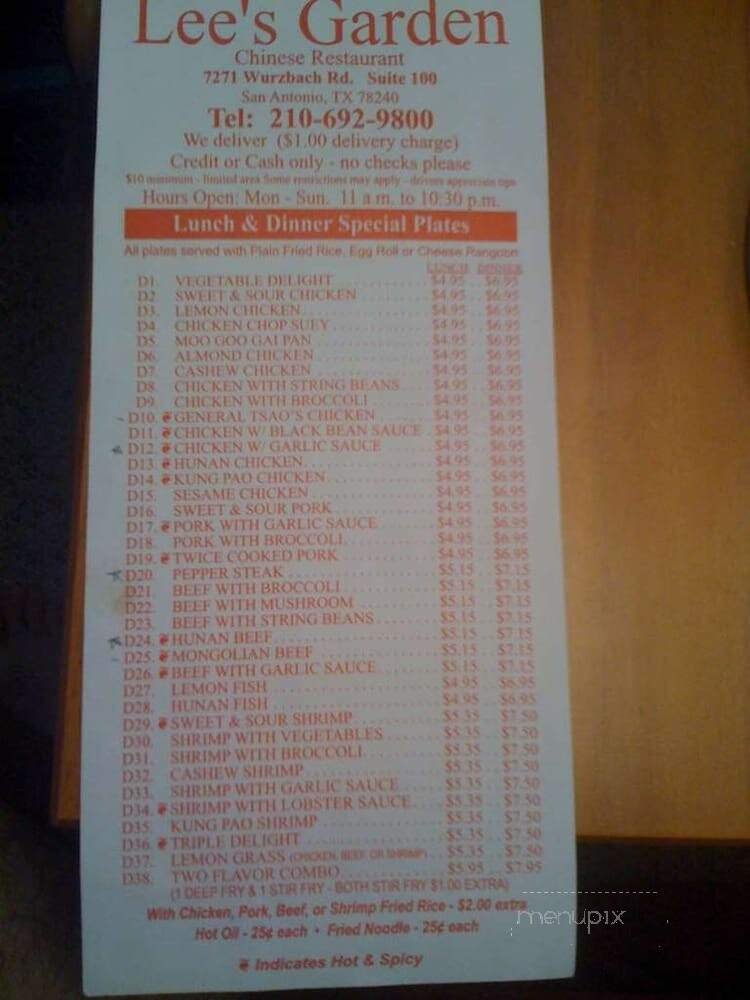 Lee's Garden
Chinese Restaurant
7271 Wurzbach Rd. Suite 100
San Antonio, TX 78240
Tel: 210-692-9800
We deliver ($1.00 delivery charge)
Credit or Cash only - no checks please
$10 minimum - limited area Some restrictions may apply - drivers appreciate tips
Hours Open: Mon - Sun. 11 a.m. to 10:30 p.m.
Lunch & Dinner Special Plates
All plates served with Plain Fried Rice, Egg Roll or Cheese Rangoon
LUNCH DINNER
D1. VEGETABLE DELIGHT $4.95 $6.95
D2. SWEET & SOUR CHICKEN $4.95 $6.95
D3. LEMON CHICKEN $4.95 $6.95
D4. CHICKEN CHOP SUEY $4.95 $6.95
D5. MOO GOO GAI PAN $4.95 $6.95
D6. ALMOND CHICKEN $4.95 $6.95
D7. CASHEW CHICKEN $4.95 $6.95
D8. CHICKEN WITH STRING BEANS $4.95 $6.95
D9. CHICKEN WITH BROCCOLI $4.95 $6.95
D10. GENERAL TSAO'S CHICKEN $4.95 $6.95
D11. CHICKEN W/ BLACK BEAN SAUCE $4.95 $6.95
D12. CHICKEN W/ GARLIC SAUCE $4.95 $6.95
D13. HUNAN CHICKEN $4.95 $6.95
D14. KUNG PAO CHICKEN $4.95 $6.95
D15. SESAME CHICKEN $4.95 $6.95
D16. SWEET & SOUR PORK $4.95 $6.95
D17. PORK WITH GARLIC SAUCE $4.95 $6.95
D18. PORK WITH BROCCOLI $4.95 $6.95
D19. TWICE COOKED PORK $4.95 $6.95
D20. PEPPER STEAK $5.15 $7.15
D21. BEEF WITH BROCCOLI $5.15 $7.15
D22. BEEF WITH MUSHROOM $5.15 $7.15
D23. BEEF WITH STRING BEANS $5.15 $7.15
D24. HUNAN BEEF $5.15 $7.15
D25. MONGOLIAN BEEF $5.15 $7.15
D26. BEEF WITH GARLIC SAUCE $5.15 $7.15
D27. LEMON FISH $4.95 $6.95
D28. HUNAN FISH $4.95 $6.95
D29. SWEET & SOUR SHRIMP $5.35 $7.50
D30. SHRIMP WITH VEGETABLES $5.35 $7.50
D31. SHRIMP WITH BROCCOLI $5.35 $7.50
D32. CASHEW SHRIMP $5.35 $7.50
D33. SHRIMP WITH GARLIC SAUCE $5.35 $7.50
D34. SHRIMP WITH LOBSTER SAUCE $5.35 $7.50
D35. KUNG PAO SHRIMP $5.35 $7.50
D36. TRIPLE DELIGHT $5.35 $7.50
D37. LEMON GRASS (CHICKEN, BEEF, OR SHRIMP) $5.35 $7.50
D38. TWO FLAVOR COMBO $5.95 $7.95
(1 DEEP FRY & 1 STIR FRY - BOTH STIR FRY $1.00 EXTRA)
With Chicken, Pork, Beef, or Shrimp Fried Rice - $2.00 extra
Hot Oil - 25¢ each • Fried Noodle - 25¢ each
Indicates Hot & Spicy
menupix